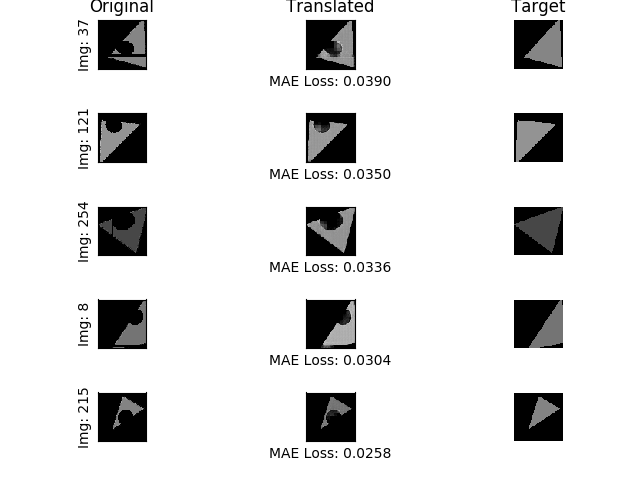 Original Translated Target
Img: 37
MAE Loss: 0.0390
Img: 121
MAE Loss: 0.0350
Img: 254
MAE Loss: 0.0336
Img: 8
MAE Loss: 0.0304
Img: 215
MAE Loss: 0.0258